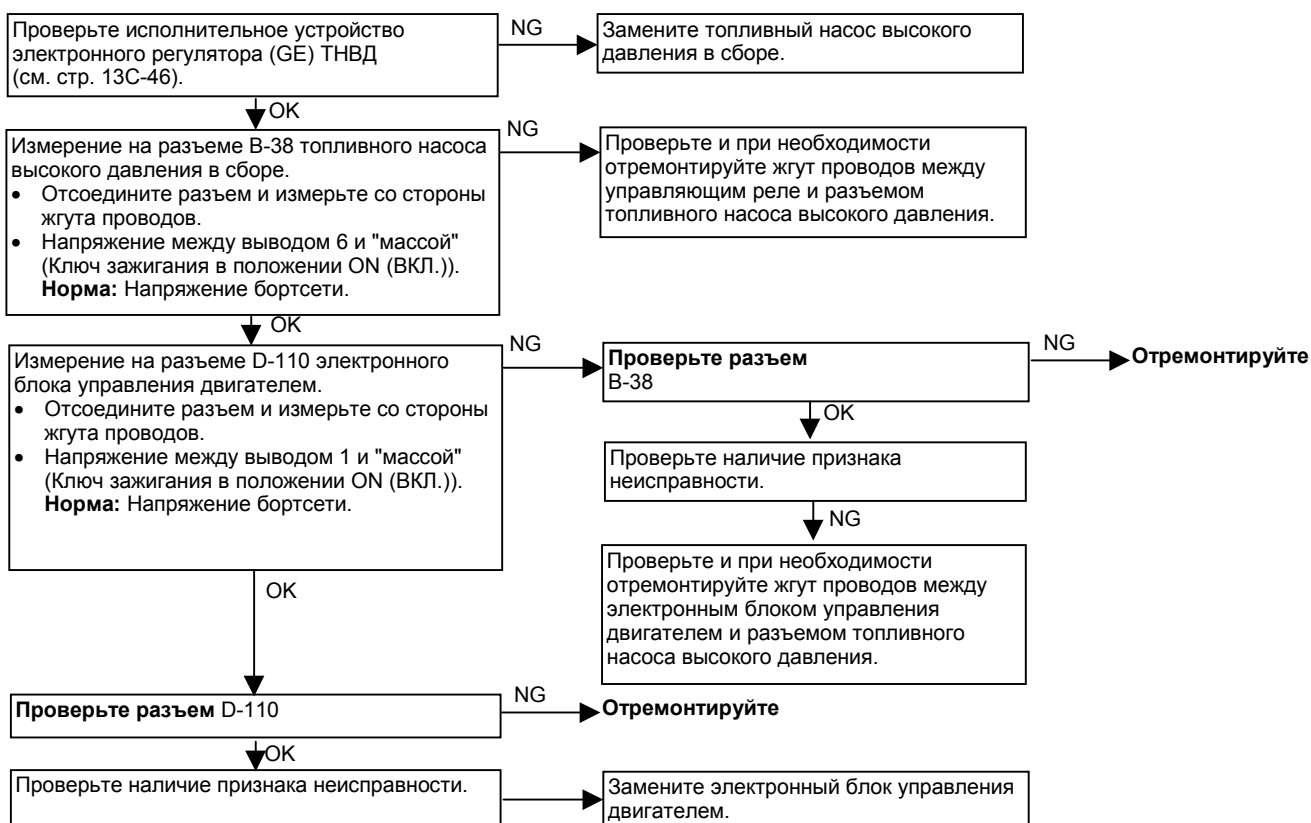 Проверьте исполнительное устройство
электронного регулятора (GE) ТНВД
(см. стр. 13С-46).
NG
Замените топливный насос высокого
давления в сборе.
OK
Измерение на разъеме B-38 топливного насоса
высокого давления в сборе.
• Отсоедините разъем и измерьте со стороны
жгута проводов.
• Напряжение между выводом 6 и "массой"
(Ключ зажигания в положении ON (ВКЛ.)).
Норма: Напряжение бортсети.
NG
Проверьте и при необходимости
отремонтируйте жгут проводов между
управляющим реле и разъемом
топливного насоса высокого давления.
OK
Измерение на разъеме D-110 электронного
блока управления двигателем.
• Отсоедините разъем и измерьте со стороны
жгута проводов.
• Напряжение между выводом 1 и "массой"
(Ключ зажигания в положении ON (ВКЛ.)).
Норма: Напряжение бортсети.
NG
Проверьте разъем
B-38
NG
Отремонтируйте
OK
Проверьте наличие признака
неисправности.
NG
Проверьте и при необходимости
отремонтируйте жгут проводов между
электронным блоком управления
двигателем и разъемом топливного
насоса высокого давления.
OK
Проверьте разъем D-110
NG
Отремонтируйте
OK
Проверьте наличие признака неисправности.
Замените электронный блок управления
двигателем.